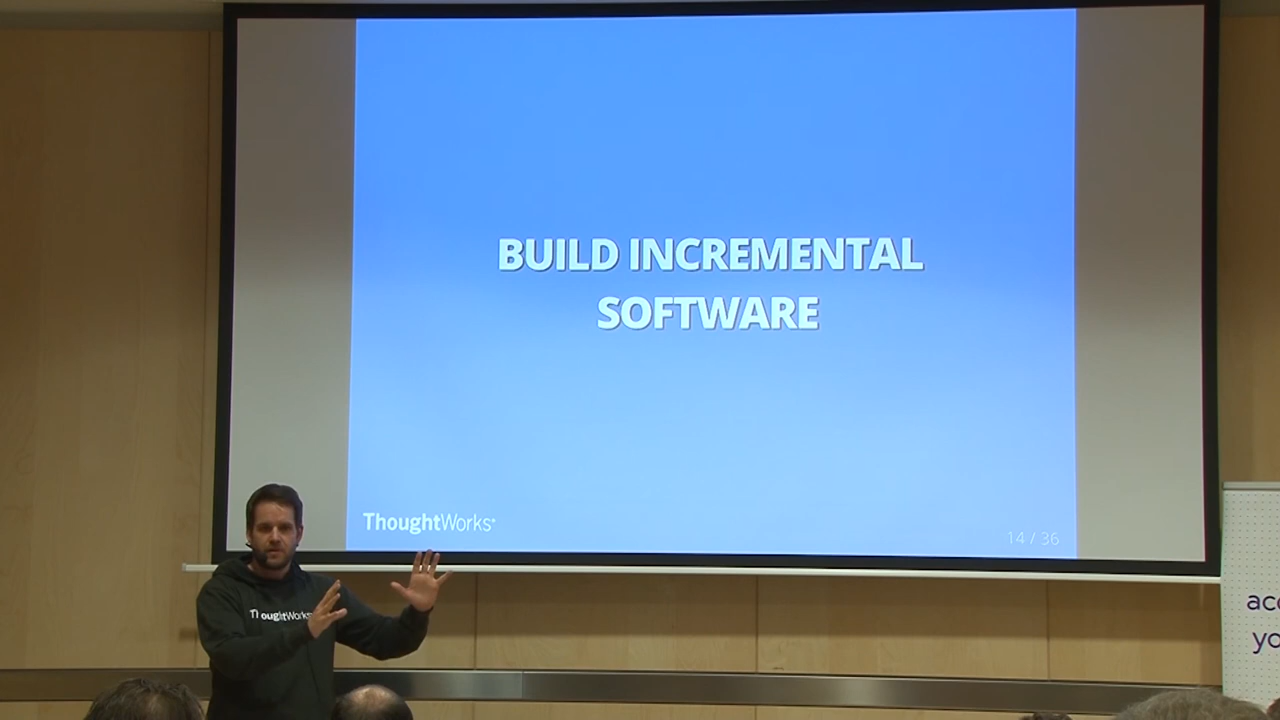 BUILD INCREMENTAL
SOFTWARE
ThoughtWorks
14 / 36
ThoughtWorks